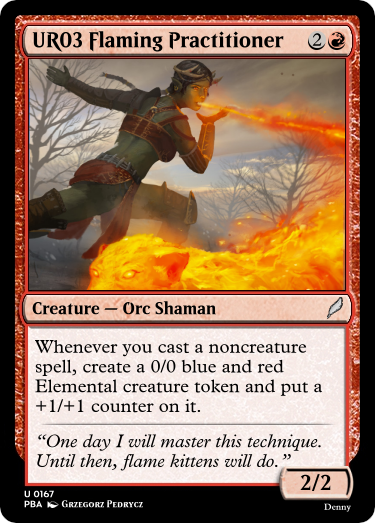 UR03 Flaming Practitioner 2
Creature — Orc Shaman
Whenever you cast a noncreature
spell, create a 0/0 blue and red
Elemental creature token and put a
+1/+1 counter on it.
“One day I will master this technique.
Until then, flame kittens will do.”
2/2
U 0167
PBA Grzegorz Pedrycz
Denny